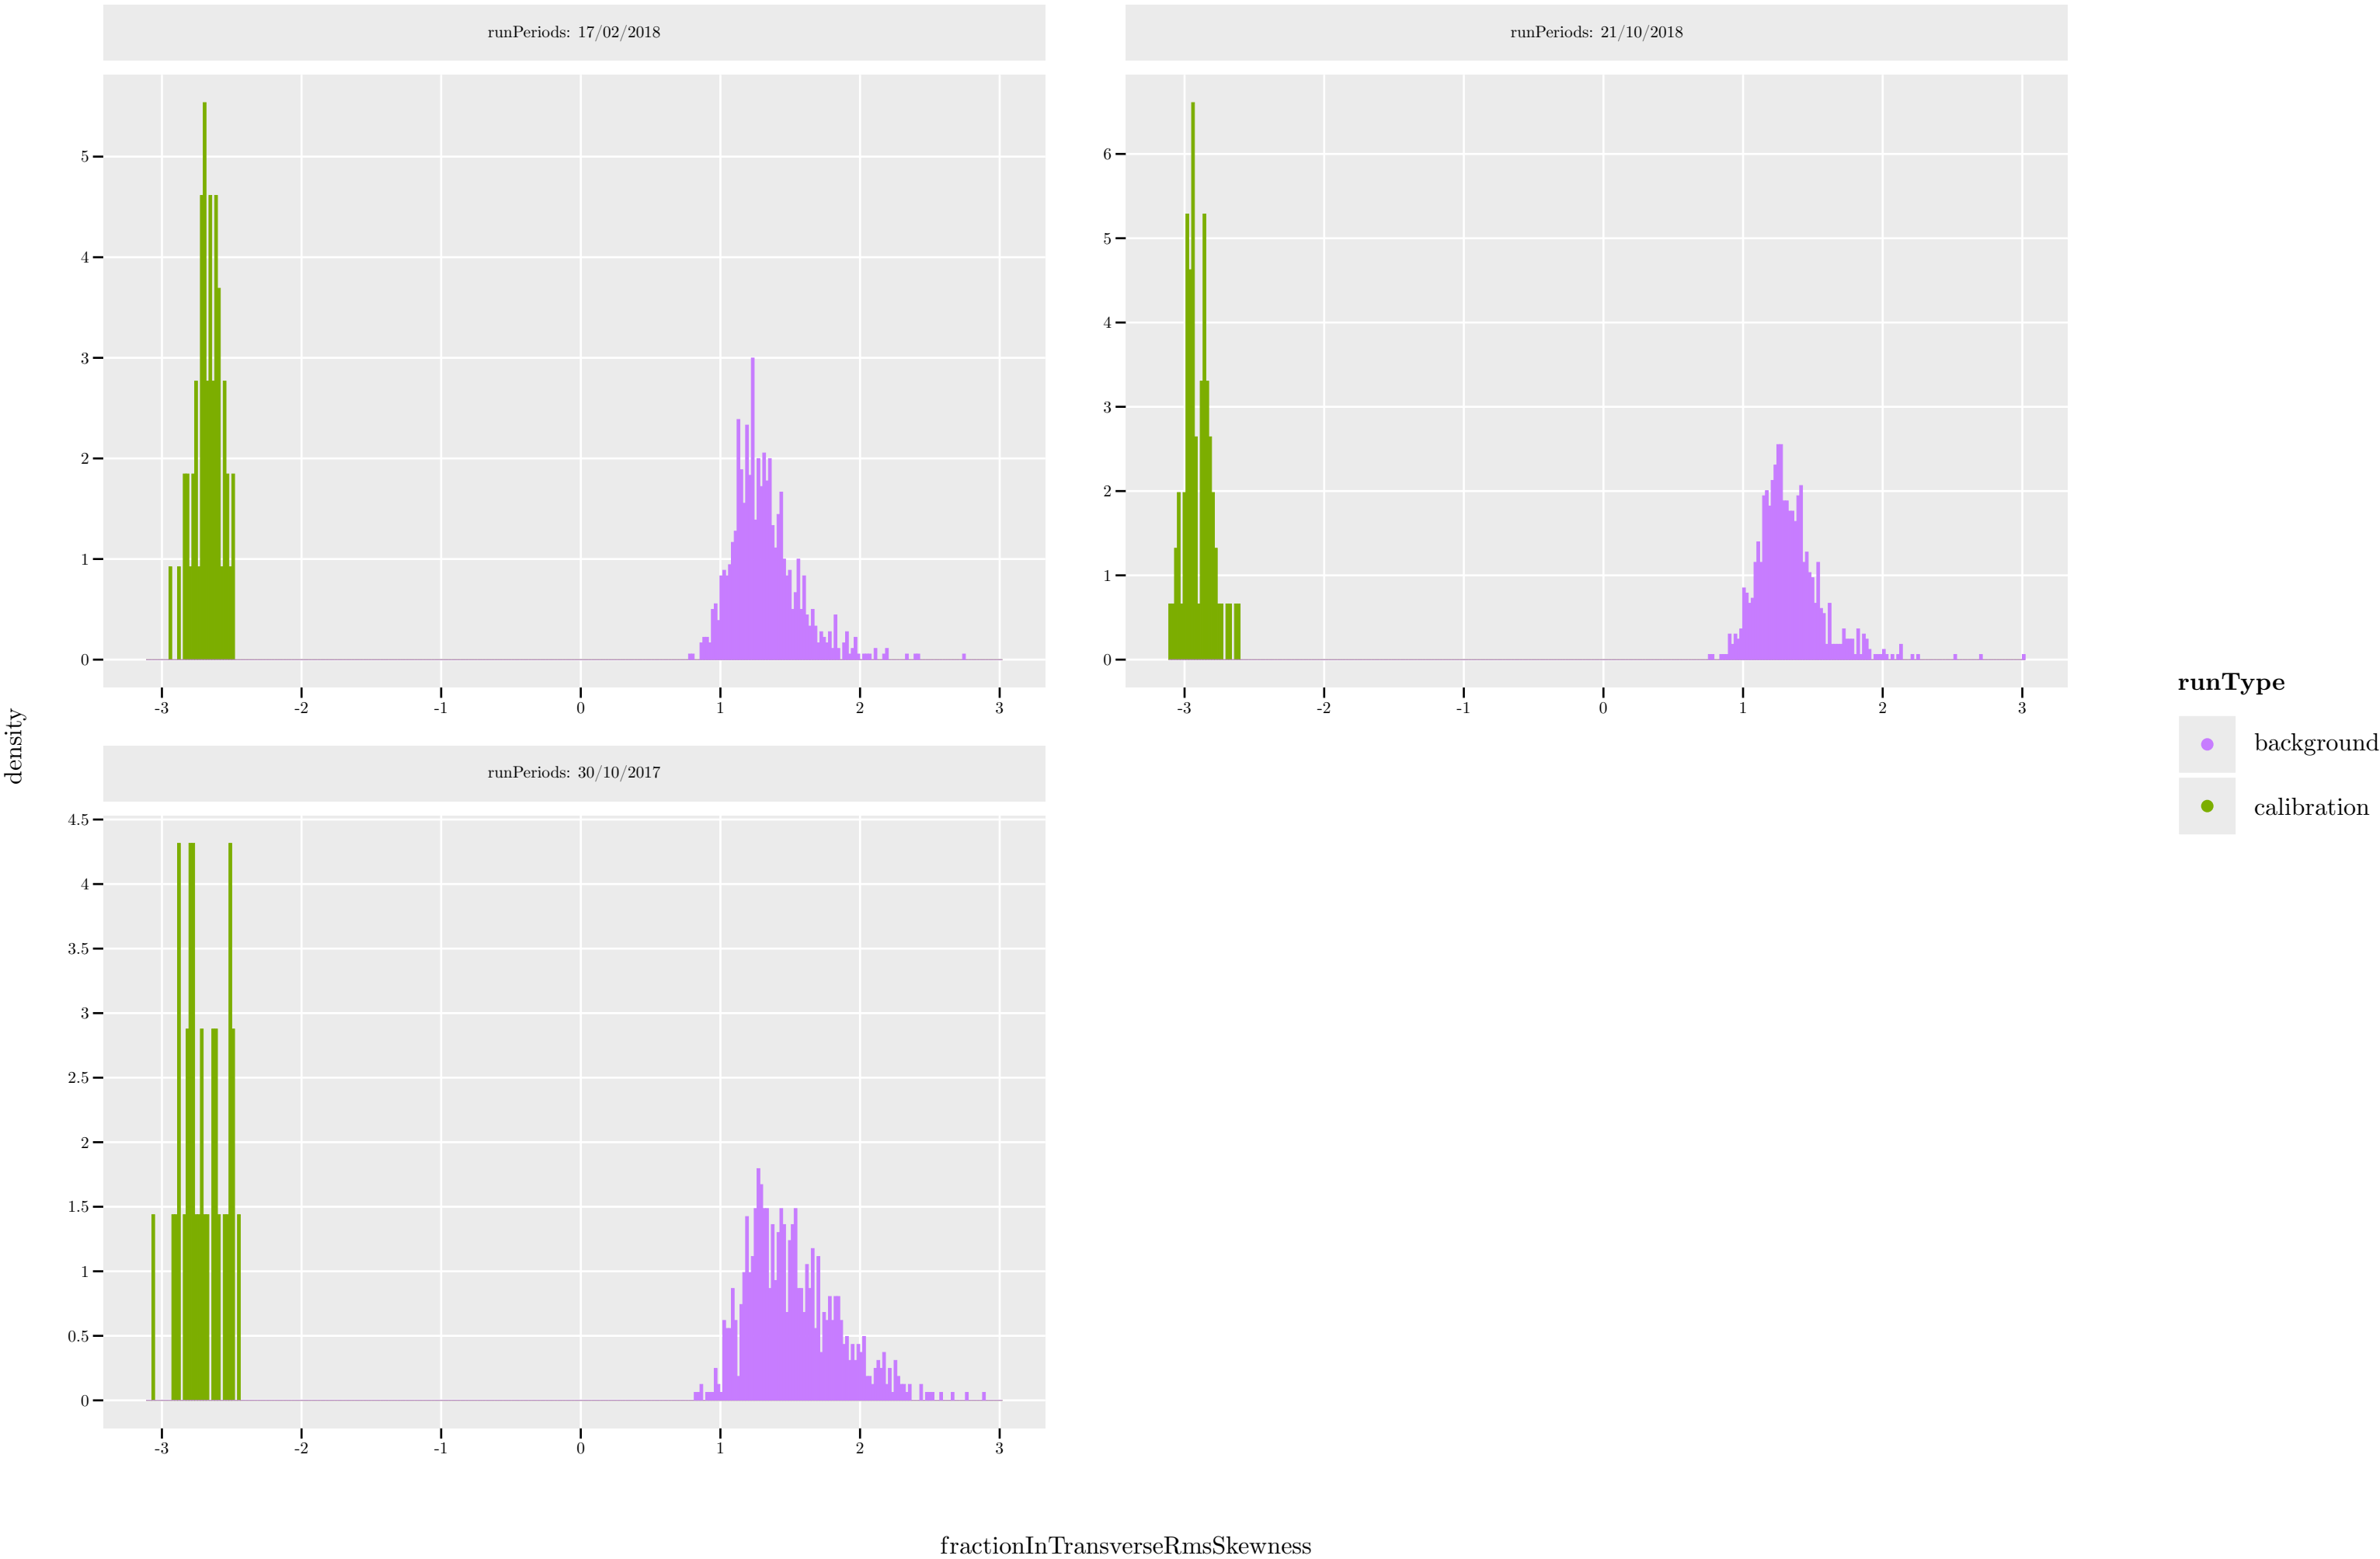 runPeriods: 17/02/2018
5
4
3
2
1
0
-3 -2 -1 0 1 2 3
runPeriods: 21/10/2018
6
5
4
3
2
1
0
-3 -2 -1 0 1 2 3
runPeriods: 30/10/2017
4.5
4
3.5
3
2.5
2
1.5
1
0.5
0
-3 -2 -1 0 1 2 3
density
fractionInTransverseRmsSkewness
runType
background
calibration